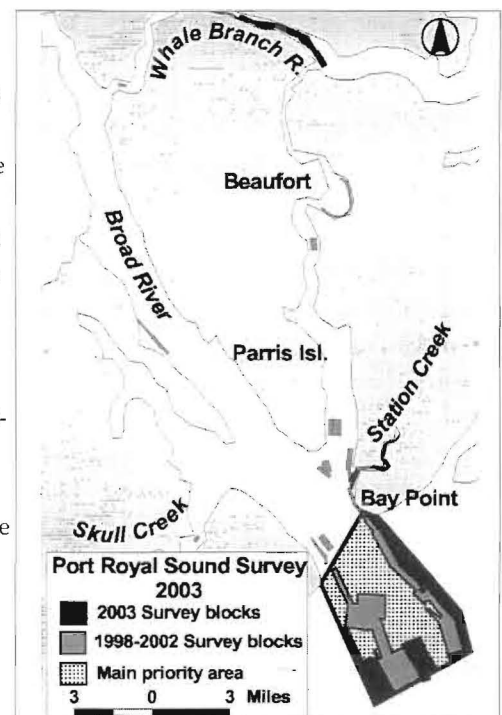 Whale Branch R.
Beaufort
Broad River
Parris Isl.
Station Creek
Bay Point
Skull Creek
Port Royal Sound Survey
2003
2003 Survey blocks
1998-2002 Survey blocks
Main priority area
3 0 3 Miles